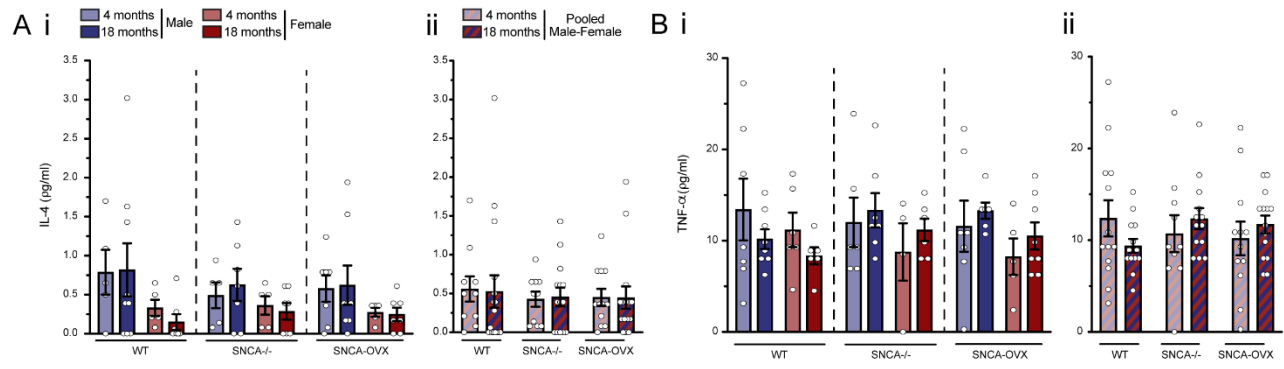 A i
4 months
18 months
Male
4 months
18 months
Female
ii
4 months
18 months
Pooled
Male-Female
B i
ii
IL-4 (pg/ml)
3.5
3.0
2.5
2.0
1.5
1.0
0.5
0.0
WT
SNCA-/-
SNCA-OVX
3.5
3.0
2.5
2.0
1.5
1.0
0.5
0.0
WT
SNCA-/-
SNCA-OVX
TNF-α(pg/ml)
30
20
10
0
WT
SNCA-/-
SNCA-OVX
30
20
10
0
WT
SNCA-/-
SNCA-OVX